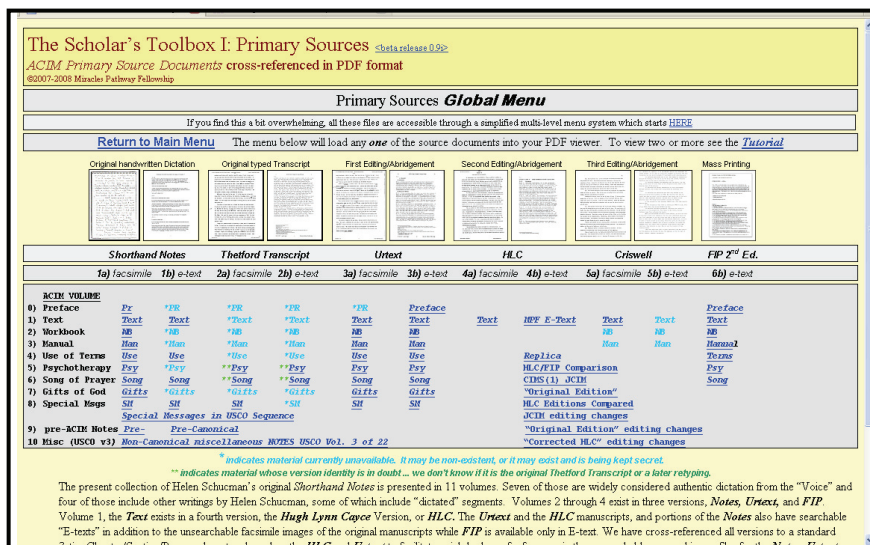 The Scholar's Toolbox I: Primary Sources <beta release 0.9>
ACIM Primary Source Documents cross-referenced in PDF format
©2007-2008 Miracles Pathway Fellowship
Primary Sources Global Menu
If you find this a bit overwhelming, all these files are accessible through a simplified multi-level menu system which starts HERE
Return to Main Menu The menu below will load any one of the source documents into your PDF viewer. To view two or more see the Tutorial
Original handwritten Dictation Original typed Transcript First Editing/Abridgement Second Editing/Abridgement Third Editing/Abridgement Mass Printing
Shorthand Notes Thetford Transcript Urtext HLC Criswell FIP 2nd Ed.
1a) facsimile 1b) e-text 2a) facsimile 2b) e-text 3a) facsimile 3b) e-text 4a) facsimile 4b) e-text 5a) facsimile 5b) e-text 6b) e-text
ACIM VOLUME
0) Preface Pr *PR *PR *PR *PR Preface Preface
1) Text Text Text *Text *Text Text Text Text MPF E-Text Text Text Text
2) Workbook WB *WB *WB *WB WB WB WB WB WB
3) Manual Man *Man *Man *Man Man Man Man Man Manual
4) Use of Terms Use Use *Use *Use Use Use Replica Terms
5) Psychotherapy Psy *Psy **Psy **Psy Psy Psy HLC/FIP Comparison Psy
6) Song of Prayer Song Song **Song **Song Song Song CIMS(1) JCIM Song
7) Gifts of God Gifts *Gifts *Gifts *Gifts Gifts Gifts "Original Edition"
8) Special Msgs SM SM SM *SM SM SM HLC Editions Compared
Special Messages in USCO Sequence JCIM editing changes
9) pre-ACIM Notes Pre- Pre-Canonical "Original Edition" editing changes
10 Misc (USCO v3) Non-Canonical miscellaneous NOTES USCO Vol. 3 of 22 "Corrected HLC" editing changes
* indicates material currently unavailable. It may be non-existent, or it may exist and is being kept secret.
** indicates material whose version identity is in doubt ... we don't know if it is the original Thetford Transcript or a later retyping.
The present collection of Helen Schucman's original Shorthand Notes is presented in 11 volumes. Seven of those are widely considered authentic dictation from the "Voice" and
four of those include other writings by Helen Schucman, some of which include "dictated" segments. Volumes 2 through 4 exist in three versions, Notes, Urtext, and FIP.
Volume 1, the Text exists in a fourth version, the Hugh Lynn Cayce Version, or HLC. The Urtext and the HLC manuscripts, and portions of the Notes also have searchable
"E-texts" in addition to the unsearchable facsimile images of the original manuscripts while FIP is available only in E-text. We have cross-referenced all versions to a standard